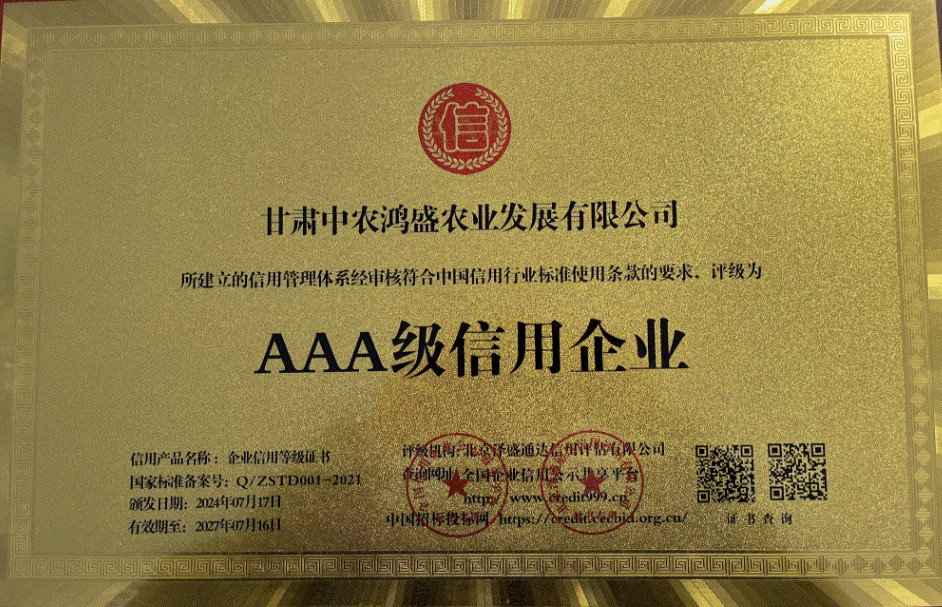 信
甘肃中农鸿盛农业发展有限公司
所建立的信用管理体系经审核符合中国信用行业标准使用条款的要求、评级为
AAA级信用企业
信用产品名称：企业信用等级证书
国家标准备案号：Q/ZSTD001-2021
颁发日期：2024年07月17日
有效期至：2027年07月16日
评级机构：北京泽盛通达信用评估有限公司
查询网址：全国企业信用公示共享平台
http://www.credit999.cn
中国招标投标网 https://credit.cecbid.org.cn/
证书查询